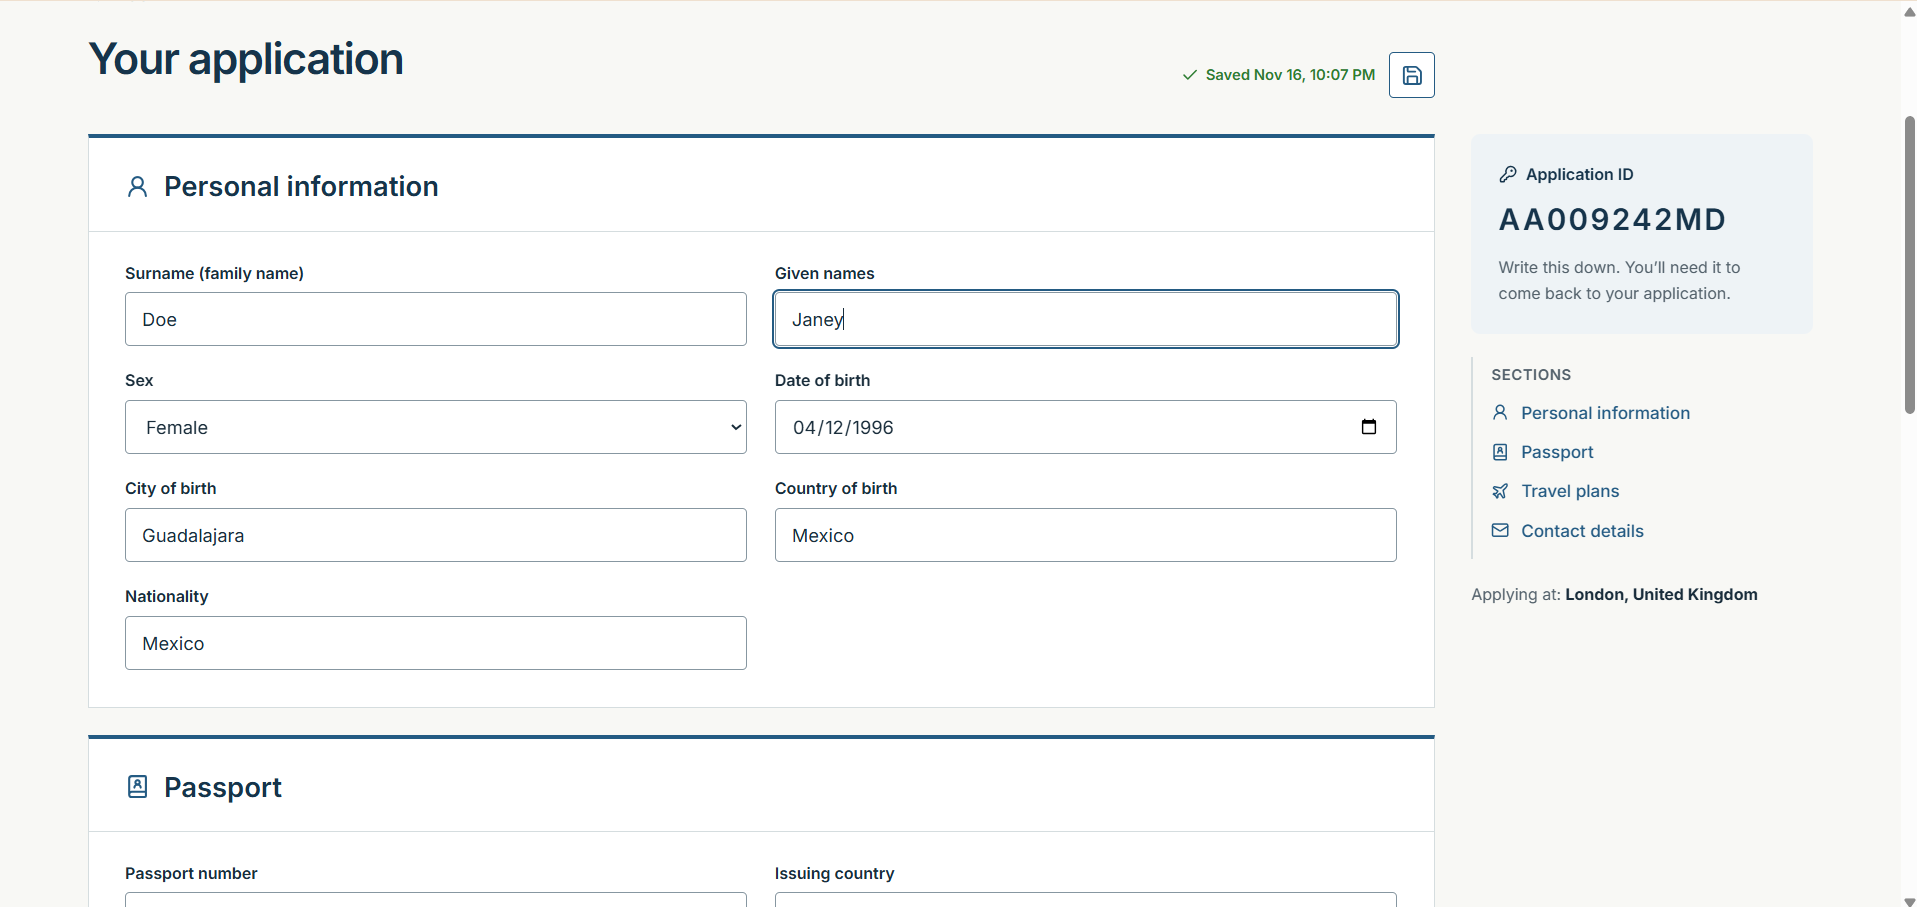 Your application
Saved Nov 16, 10:07 PM
Personal information
Surname (family name)
Given names
Doe
Janey
Sex
Date of birth
Female
04/12/1996
City of birth
Country of birth
Guadalajara
Mexico
Nationality
Mexico
Passport
Passport number
Issuing country
Application ID
AA009242MD
Write this down. You’ll need it to
come back to your application.
SECTIONS
Personal information
Passport
Travel plans
Contact details
Applying at: London, United Kingdom